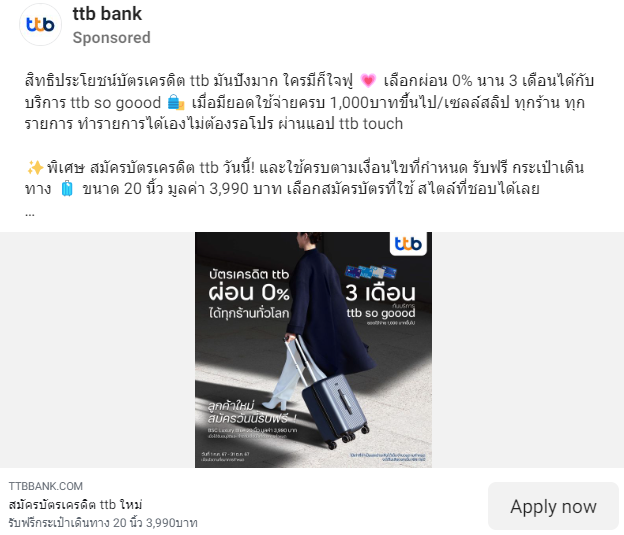 ttb
ttb bank
Sponsored
สิทธิประโยชน์บัตรเครดิต ttb มันปังมาก ใครมีก็ใจฟู 💗 เลือกผ่อน 0% นาน 3 เดือนได้กับ
บริการ ttb so goood 🛍️ เมื่อมียอดใช้จ่ายครบ 1,000บาทขึ้นไป/เซลล์สลิป ทุกร้าน ทุก
รายการ ทำรายการได้เองไม่ต้องรอโปร ผ่านแอป ttb touch
✨พิเศษ สมัครบัตรเครดิต ttb วันนี้! และใช้ครบตามเงื่อนไขที่กำหนด รับฟรี กระเป๋าเดิน
ทาง 🧳 ขนาด 20 นิ้ว มูลค่า 3,990 บาท เลือกสมัครบัตรที่ใช้ สไตล์ที่ชอบได้เลย
...
ttb
บัตรเครดิต ttb
ผ่อน 0% 3 เดือน
ได้ทุกร้านทั่วโลก
กับบริการ
ttb so goood
ลูกค้าใหม่
สมัครวันนี้รับฟรี !
TTBBANK.COM
สมัครบัตรเครดิต ttb ใหม่
รับฟรีกระเป๋าเดินทาง 20 นิ้ว 3,990บาท
Apply now